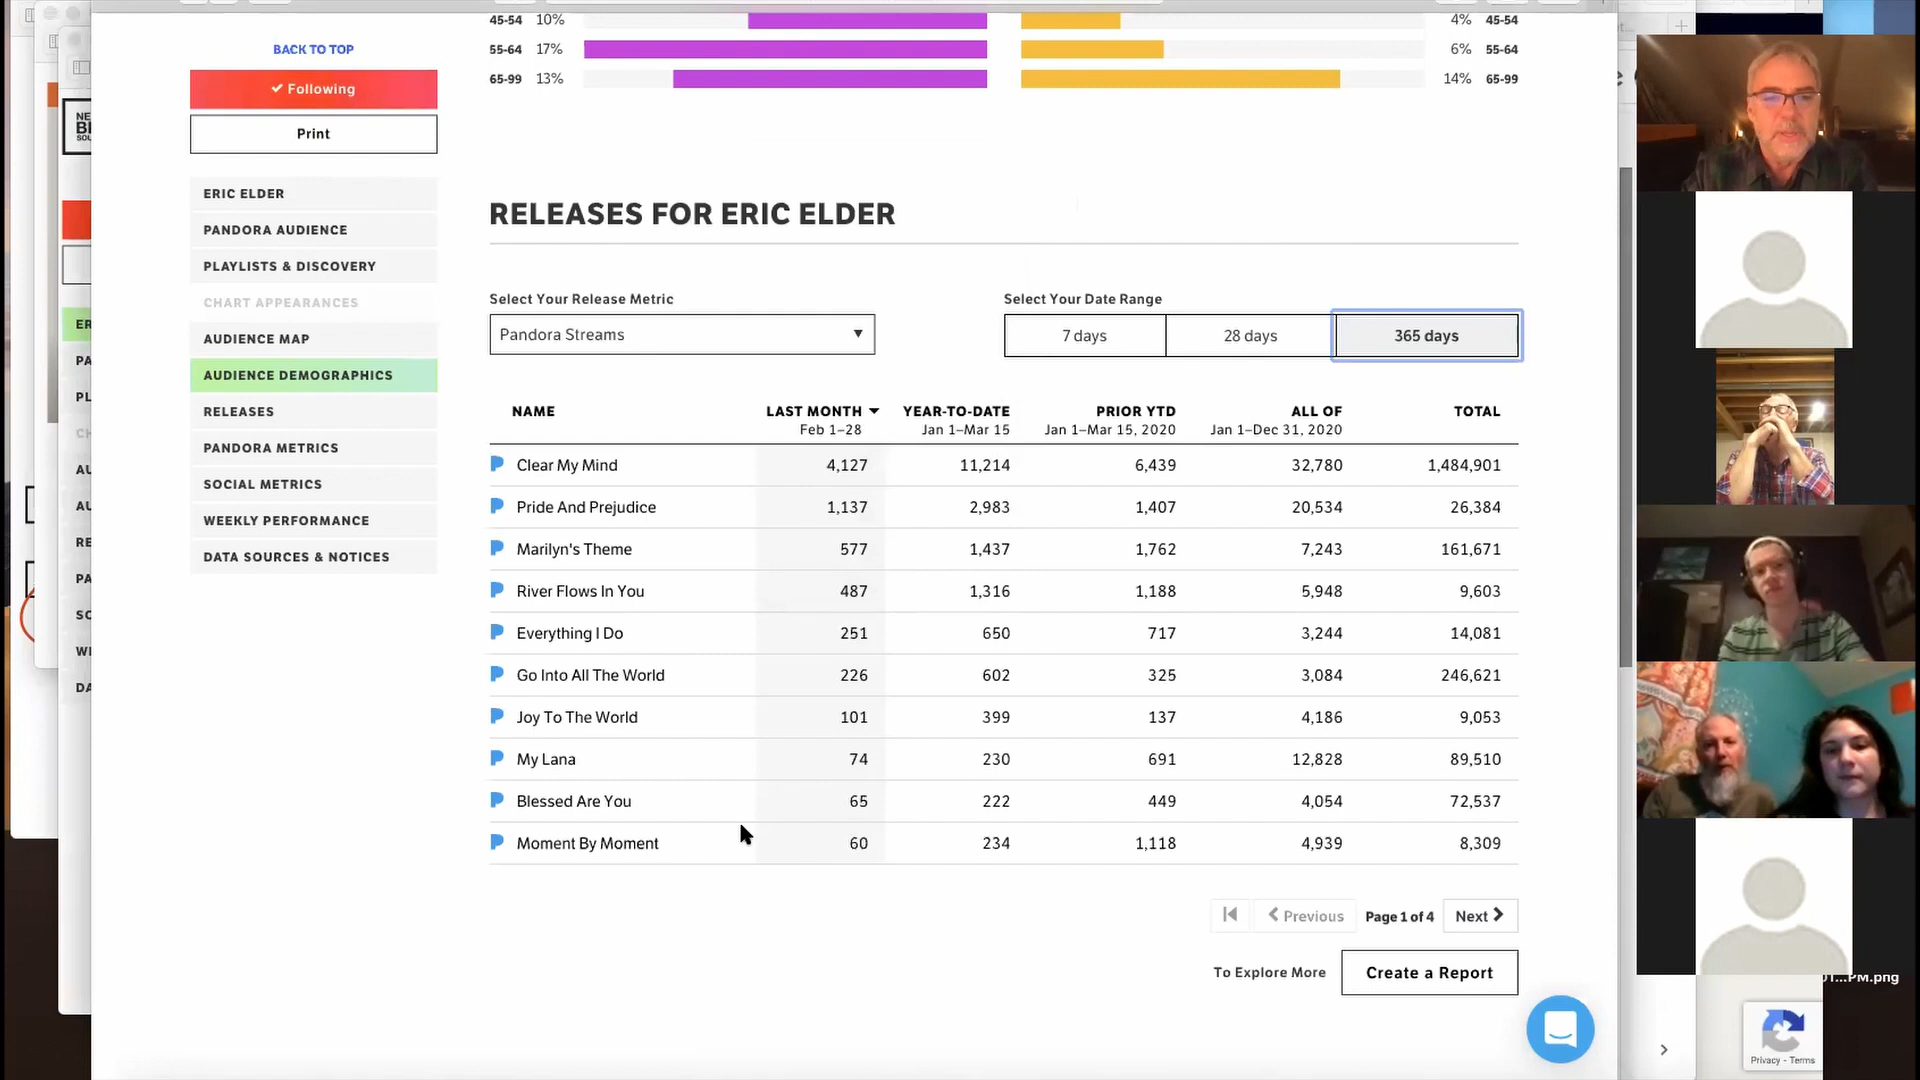 45-54 10% 4% 45-54
BACK TO TOP
55-64 17% 6% 55-64
65-99 13% 14% 65-99
Following
Print
ERIC ELDER
PANDORA AUDIENCE
PLAYLISTS & DISCOVERY
CHART APPEARANCES
AUDIENCE MAP
AUDIENCE DEMOGRAPHICS
RELEASES
PANDORA METRICS
SOCIAL METRICS
WEEKLY PERFORMANCE
DATA SOURCES & NOTICES
RELEASES FOR ERIC ELDER
Select Your Release Metric
Pandora Streams
Select Your Date Range
7 days 28 days 365 days
NAME LAST MONTH YEAR-TO-DATE PRIOR YTD ALL OF TOTAL
Feb 1–28 Jan 1–Mar 15 Jan 1–Mar 15, 2020 Jan 1–Dec 31, 2020
Clear My Mind 4,127 11,214 6,439 32,780 1,484,901
Pride And Prejudice 1,137 2,983 1,407 20,534 26,384
Marilyn's Theme 577 1,437 1,762 7,243 161,671
River Flows In You 487 1,316 1,188 5,948 9,603
Everything I Do 251 650 717 3,244 14,081
Go Into All The World 226 602 325 3,084 246,621
Joy To The World 101 399 137 4,186 9,053
My Lana 74 230 691 12,828 89,510
Blessed Are You 65 222 449 4,054 72,537
Moment By Moment 60 234 1,118 4,939 8,309
Previous Page 1 of 4 Next
To Explore More Create a Report
PM.png
Privacy - Terms